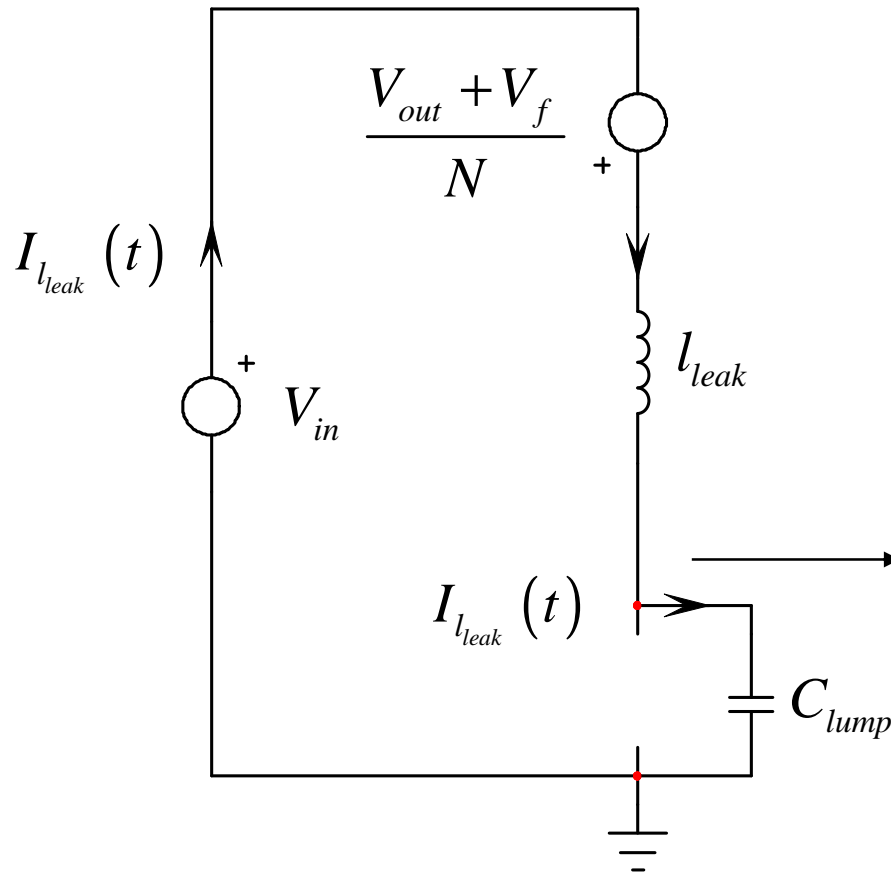 V_{out} + V_f
N
+
I_{l_{leak}} (t)
l_{leak}
+
V_{in}
I_{l_{leak}} (t)
C_{lump}